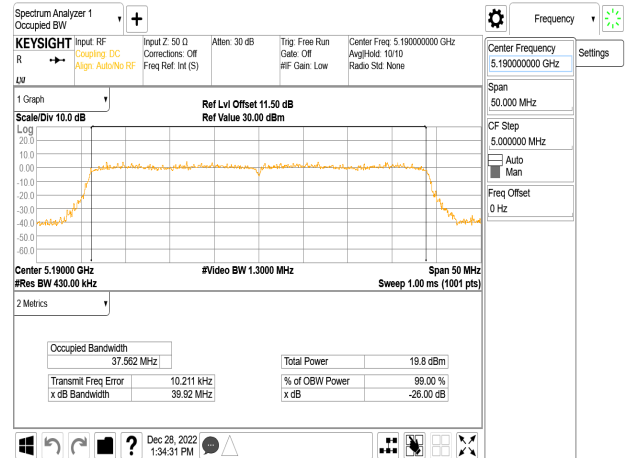 Spectrum Analyzer 1
Occupied BW
Frequency
KEYSIGHT
R
Input: RF
Coupling: DC
Align: Auto/No RF
Input Z: 50 Ω
Corrections: Off
Freq Ref: Int (S)
Atten: 30 dB
Trig: Free Run
Gate: Off
#IF Gain: Low
Center Freq: 5.190000000 GHz
Avg|Hold: 10/10
Radio Std: None
Center Frequency
5.190000000 GHz
Settings
Span
50.000 MHz
CF Step
5.000000 MHz
Auto
Man
Freq Offset
0 Hz
1 Graph
Scale/Div 10.0 dB
Ref Lvl Offset 11.50 dB
Ref Value 30.00 dBm
Log
20.0
10.0
0.00
-10.0
-20.0
-30.0
-40.0
-50.0
-60.0
Center 5.19000 GHz
#Video BW 1.3000 MHz
Span 50 MHz
#Res BW 430.00 kHz
Sweep 1.00 ms (1001 pts)
2 Metrics
Occupied Bandwidth
37.562 MHz
Total Power 19.8 dBm
Transmit Freq Error 10.211 kHz
% of OBW Power 99.00 %
x dB Bandwidth 39.92 MHz
x dB -26.00 dB
?
Dec 28, 2022
1:34:31 PM